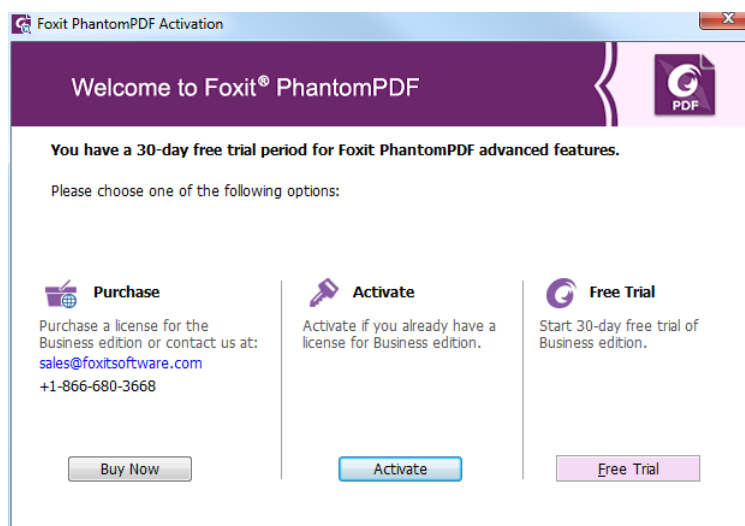 Foxit PhantomPDF Activation
Welcome to Foxit® PhantomPDF
PDF
You have a 30-day free trial period for Foxit PhantomPDF advanced features.
Please choose one of the following options:
Purchase
Purchase a license for the
Business edition or contact us at:
sales@foxitsoftware.com
+1-866-680-3668
Buy Now
Activate
Activate if you already have a
license for Business edition.
Activate
Free Trial
Start 30-day free trial of
Business edition.
Free Trial